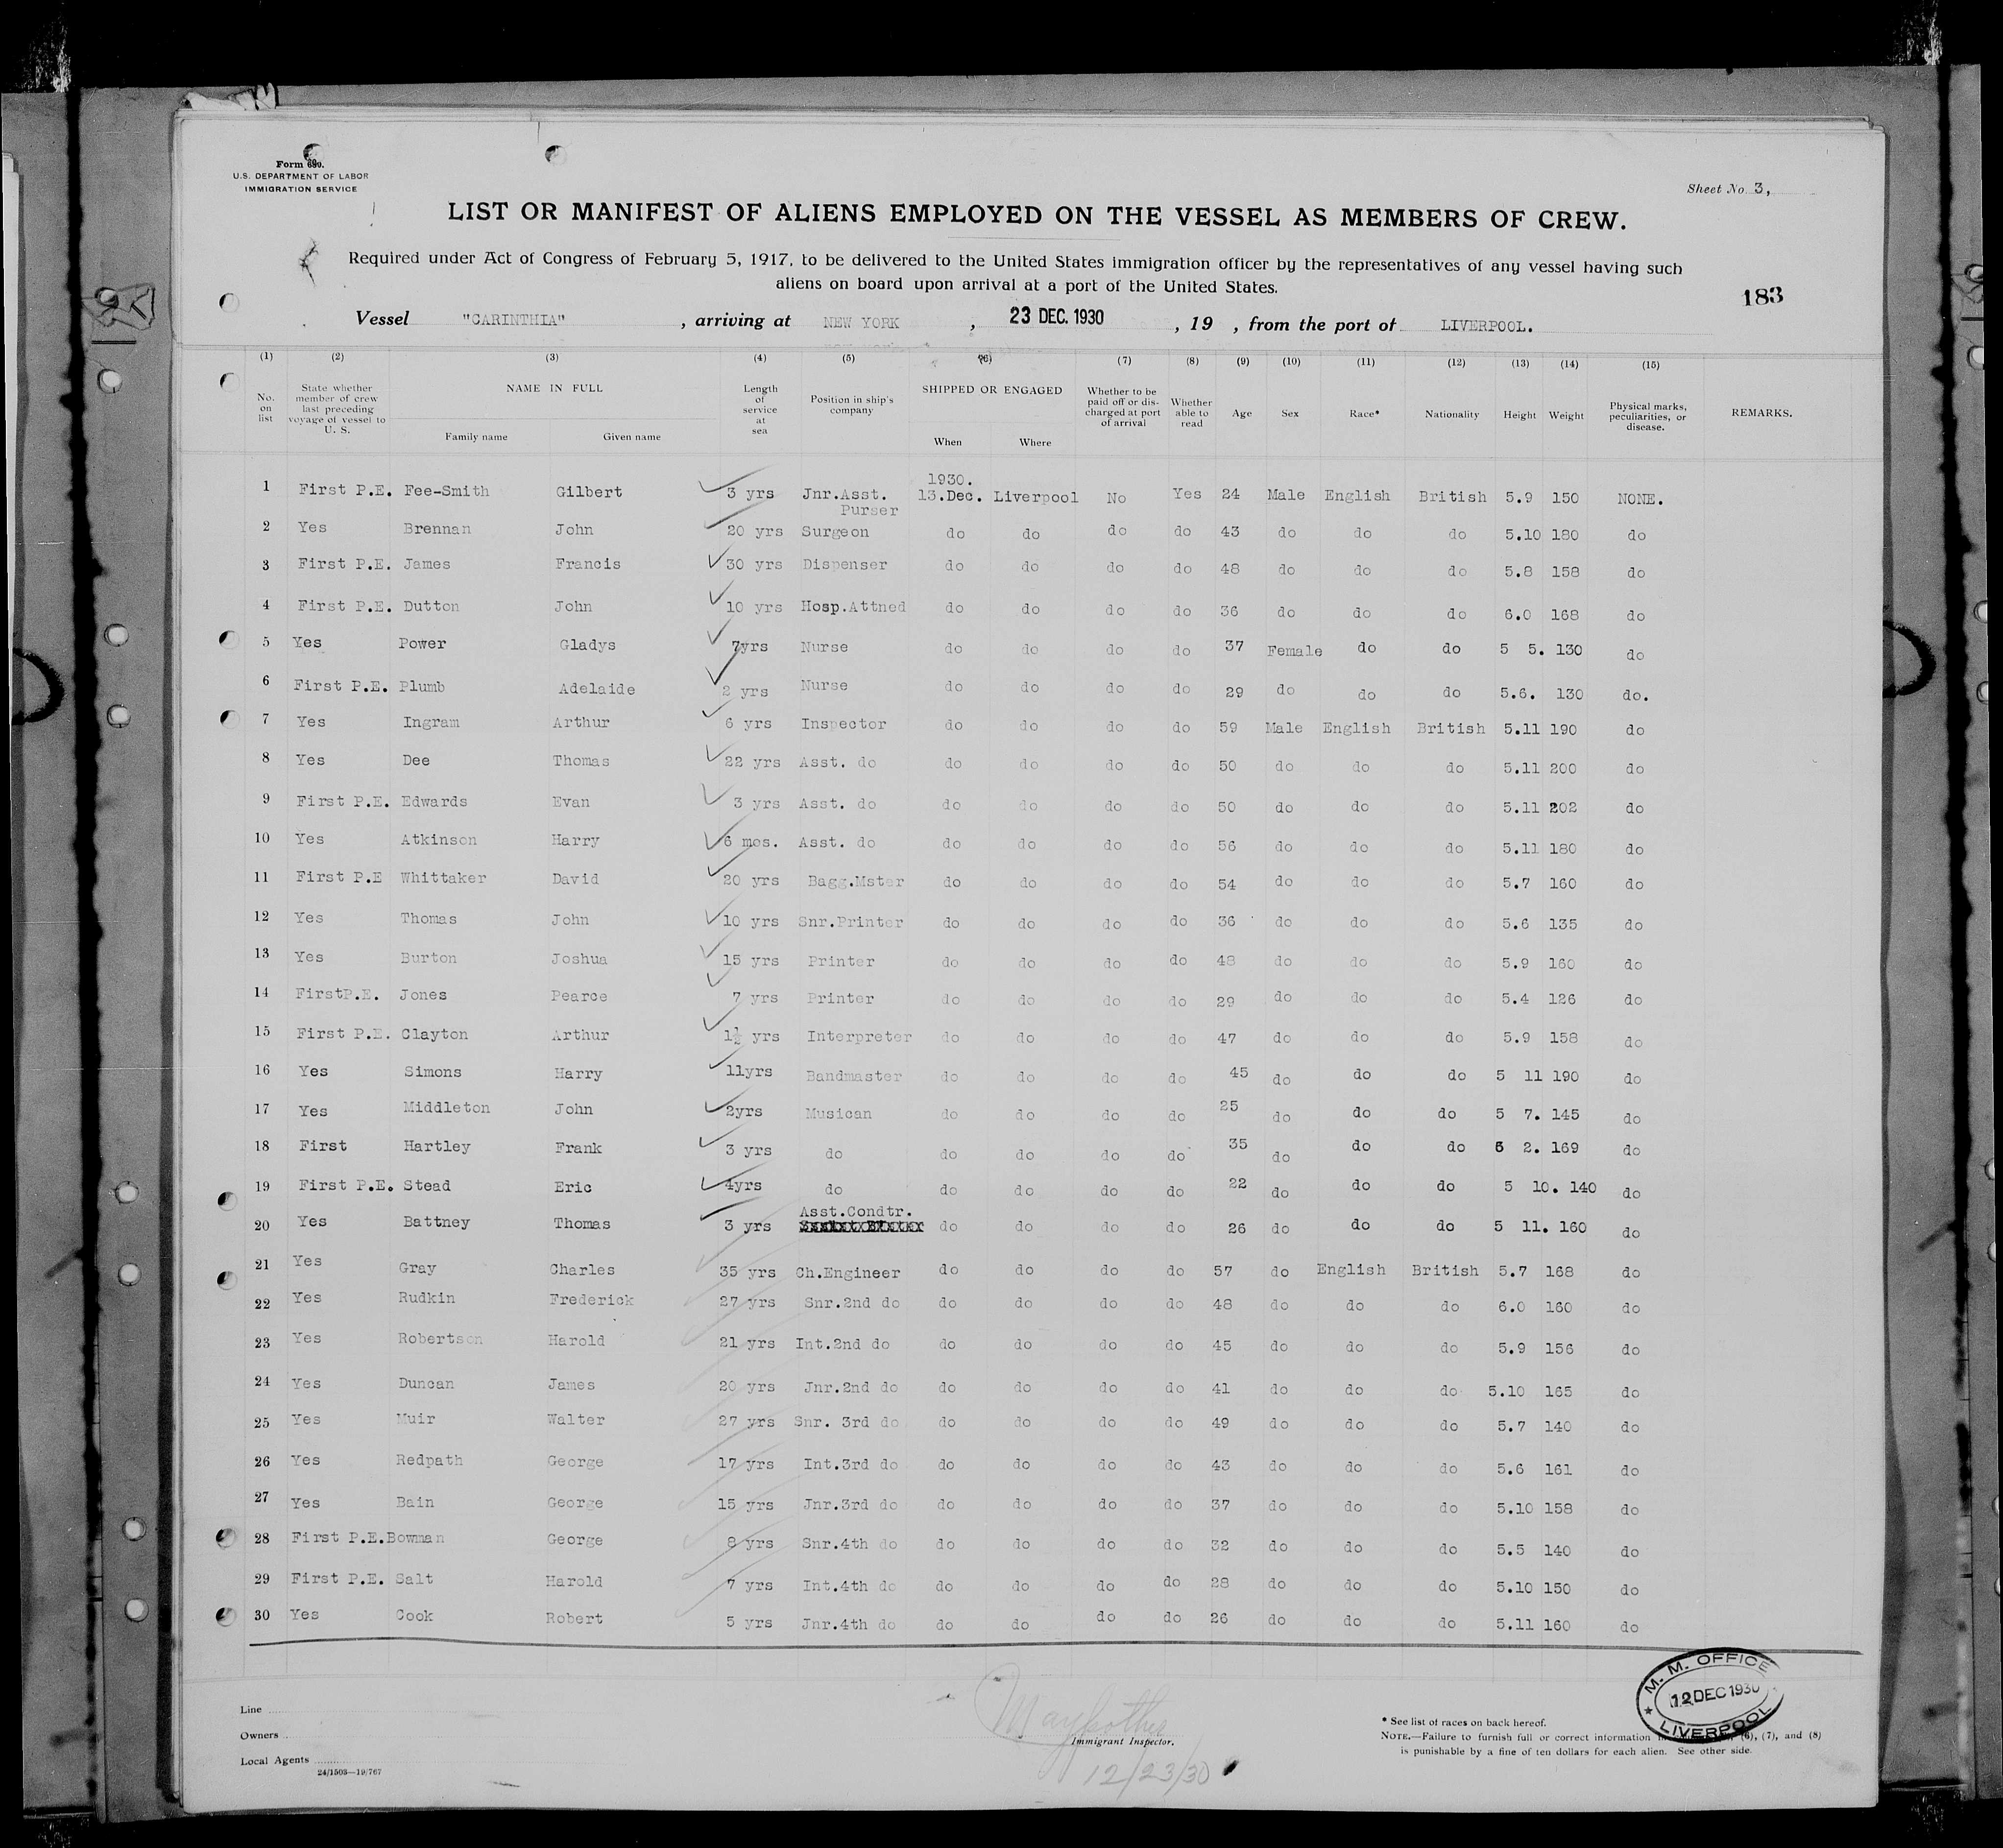 Form 680.
U.S. DEPARTMENT OF LABOR
IMMIGRATION SERVICE
Sheet No. 3,
LIST OR MANIFEST OF ALIENS EMPLOYED ON THE VESSEL AS MEMBERS OF CREW.
Required under Act of Congress of February 5, 1917, to be delivered to the United States immigration officer by the representatives of any vessel having such
aliens on board upon arrival at a port of the United States.
183
Vessel "CARINTHIA" , arriving at NEW YORK , 23 DEC. 1930 , 19 , from the port of LIVERPOOL.
(1) (2) (3) (4) (5) (6) (7) (8) (9) (10) (11) (12) (13) (14) (15)
No. on list State whether member of crew last preceding voyage of vessel to U. S. NAME IN FULL Family name Given name Length of service at sea Position in ship's company SHIPPED OR ENGAGED When Where Whether to be paid off or discharged at port of arrival Whether able to read Age Sex Race* Nationality Height Weight Physical marks, peculiarities, or disease. REMARKS.
1930.
1 First P.E. Fee-Smith Gilbert 3 yrs Jnr.Asst. Purser 13.Dec. Liverpool No Yes 24 Male English British 5.9 150 NONE.
2 Yes Brennan John 20 yrs Surgeon do do do do 43 do do do 5.10 180 do
3 First P.E. James Francis 30 yrs Dispenser do do do do 48 do do do 5.8 158 do
4 First P.E. Dutton John 10 yrs Hosp.Attned do do do do 36 do do do 6.0 168 do
5 Yes Power Gladys 7yrs Nurse do do do do 37 Female do do 5 5. 130 do
6 First P.E. Plumb Adelaide 2 yrs Nurse do do do do 29 do do do 5.6. 130 do.
7 Yes Ingram Arthur 6 yrs Inspector do do do do 59 Male English British 5.11 190 do
8 Yes Dee Thomas 22 yrs Asst. do do do do do 50 do do do 5.11 200 do
9 First P.E. Edwards Evan 3 yrs Asst. do do do do do 50 do do do 5.11 202 do
10 Yes Atkinson Harry 6 mos. Asst. do do do do do 56 do do do 5.11 180 do
11 First P.E Whittaker David 20 yrs Bagg.Mster do do do do 54 do do do 5.7 160 do
12 Yes Thomas John 10 yrs Snr.Printer do do do do 36 do do do 5.6 135 do
13 Yes Burton Joshua 15 yrs Printer do do do do 48 do do do 5.9 160 do
14 FirstP.E. Jones Pearce 7 yrs Printer do do do do 29 do do do 5.4 126 do
15 First P.E. Clayton Arthur 1½ yrs Interpreter do do do do 47 do do do 5.9 158 do
16 Yes Simons Harry 11yrs Bandmaster do do do do 45 do do do 5 11 190 do
17 Yes Middleton John 2yrs Musican do do do do 25 do do do 5 7. 145 do
18 First Hartley Frank 3 yrs do do do do do 35 do do do 5 2. 169 do
19 First P.E. Stead Eric 4yrs do do do do do 22 do do do 5 10. 140 do
20 Yes Battney Thomas 3 yrs Asst.Condtr. do do do do 26 do do do 5 11. 160 do
21 Yes Gray Charles 35 yrs Ch.Engineer do do do do 57 do English British 5.7 168 do
22 Yes Rudkin Frederick 27 yrs Snr.2nd do do do do do 48 do do do 6.0 160 do
23 Yes Robertson Harold 21 yrs Int.2nd do do do do do 45 do do do 5.9 156 do
24 Yes Duncan James 20 yrs Jnr.2nd do do do do do 41 do do do 5.10 165 do
25 Yes Muir Walter 27 yrs Snr. 3rd do do do do do 49 do do do 5.7 140 do
26 Yes Redpath George 17 yrs Int.3rd do do do do do 43 do do do 5.6 161 do
27 Yes Bain George 15 yrs Jnr.3rd do do do do do 37 do do do 5.10 158 do
28 First P.E.Bowman George 8 yrs Snr.4th do do do do do 32 do do do 5.5 140 do
29 First P.E. Salt Harold 7 yrs Int.4th do do do do do 28 do do do 5.10 150 do
30 Yes Cook Robert 5 yrs Jnr.4th do do do do do 26 do do do 5.11 160 do
M. M. OFFICE
12 DEC 1930
LIVERPOOL
Line
Owners
Local Agents
24/1503—19/767
Immigrant Inspector.
12/23/30
* See list of races on back hereof.
NOTE.—Failure to furnish full or correct information (6), (7), and (8)
is punishable by a fine of ten dollars for each alien. See other side.